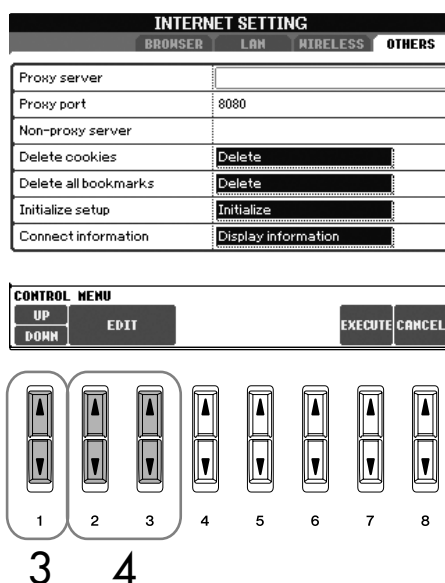 INTERNET SETTING
BROWSER LAN WIRELESS OTHERS
Proxy server
Proxy port 8080
Non-proxy server
Delete cookies Delete
Delete all bookmarks Delete
Initialize setup Initialize
Connect information Display information
CONTROL MENU
UP
DOWN
EDIT
EXECUTE CANCEL
1 2 3 4 5 6 7 8
3 4